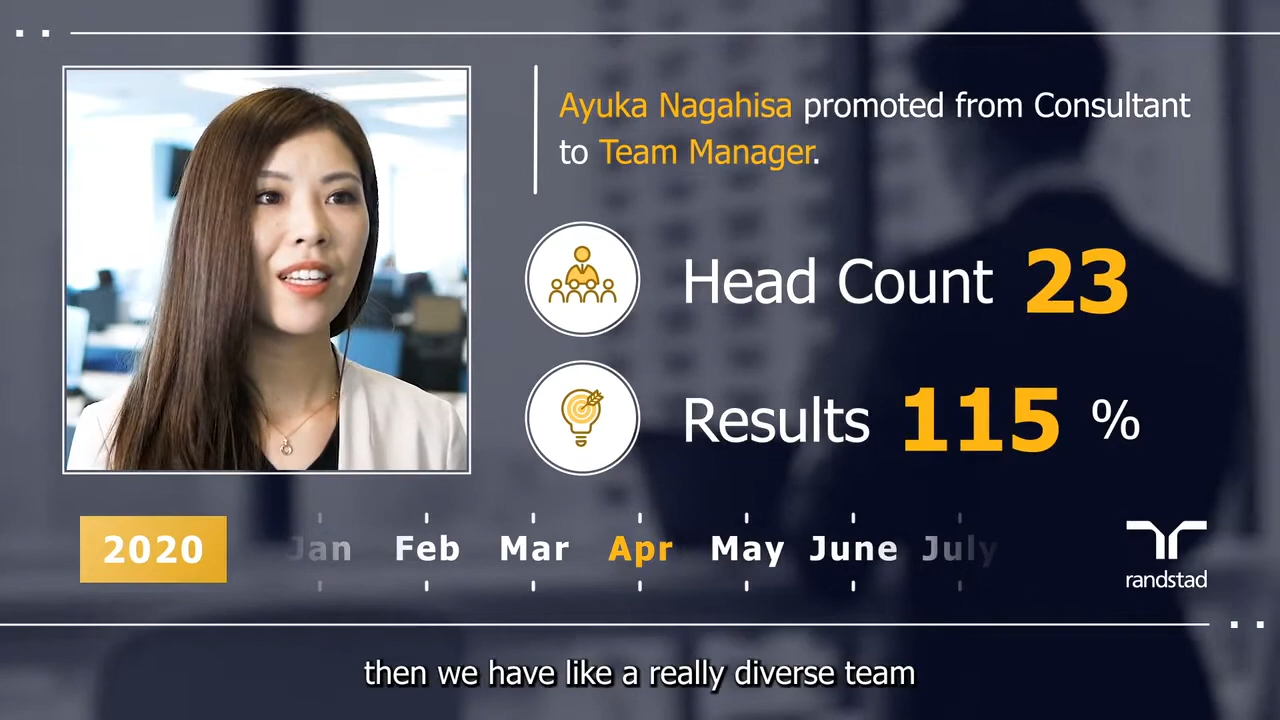 Ayuka Nagahisa promoted from Consultant
to Team Manager.
Head Count 23
Results 115 %
2020 Jan Feb Mar Apr May June July
randstad
then we have like a really diverse team